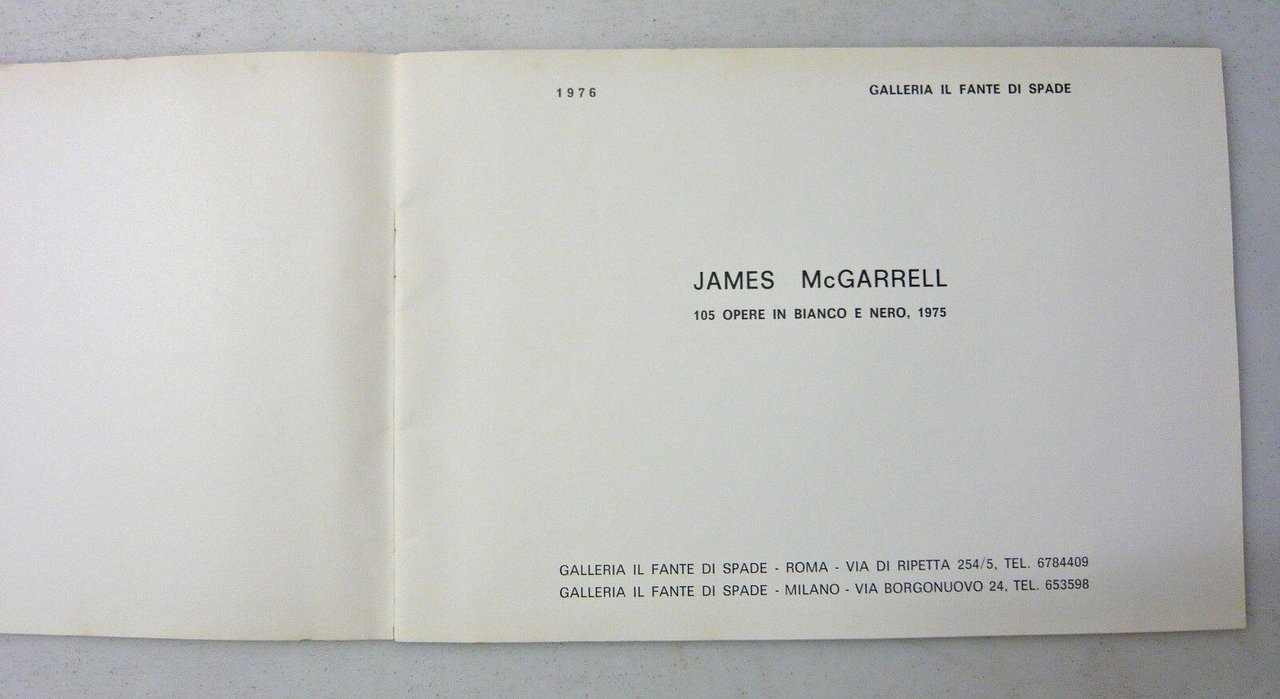 1976 GALLERIA IL FANTE DI SPADE
JAMES McGARRELL
105 OPERE IN BIANCO E NERO, 1975
GALLERIA IL FANTE DI SPADE - ROMA - VIA DI RIPETTA 254/5, TEL. 6784409
GALLERIA IL FANTE DI SPADE - MILANO - VIA BORGONUOVO 24, TEL. 653598